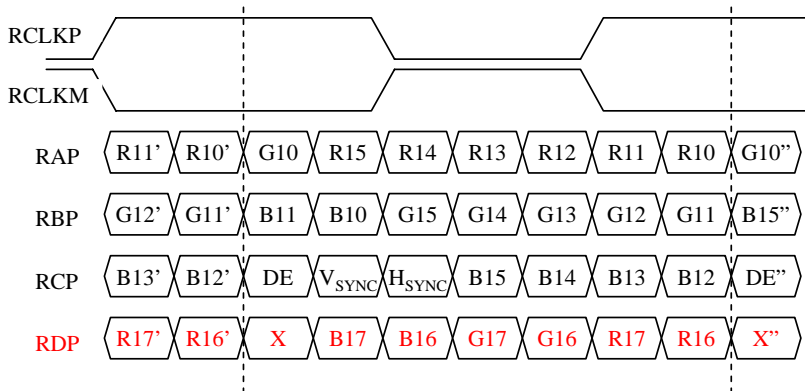 RCLKP
RCLKM
RAP R11’ R10’ G10 R15 R14 R13 R12 R11 R10 G10”
RBP G12’ G11’ B11 B10 G15 G14 G13 G12 G11 B15”
RCP B13’ B12’ DE VSYNC HSYNC B15 B14 B13 B12 DE”
RDP R17’ R16’ X B17 B16 G17 G16 R17 R16 X”